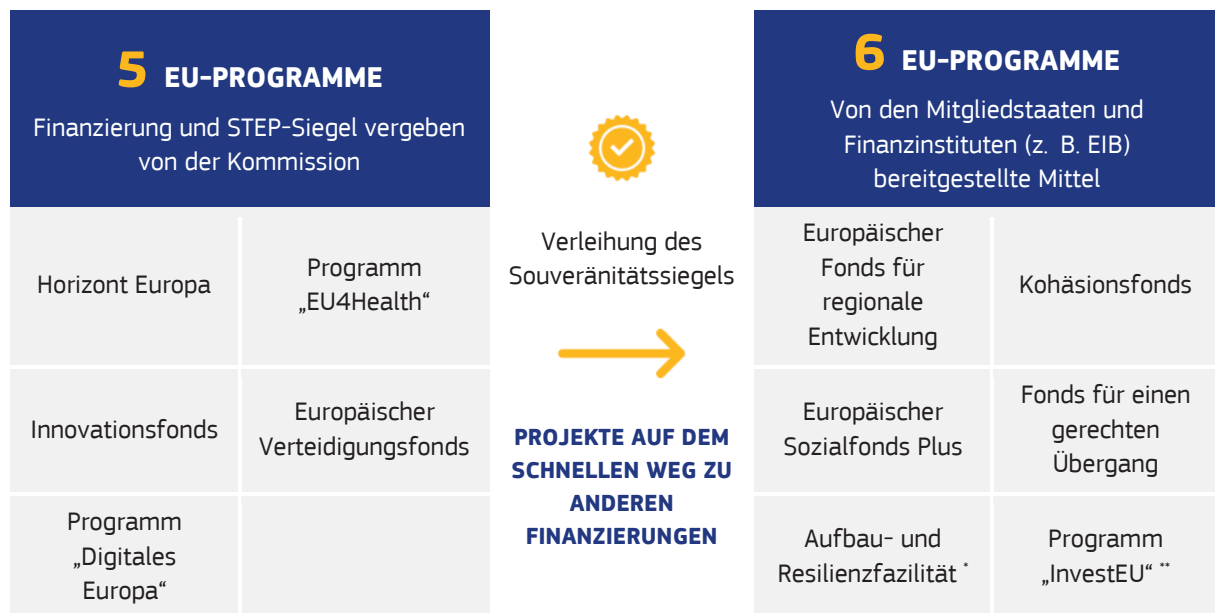 5 EU-PROGRAMME
Finanzierung und STEP-Siegel vergeben
von der Kommission
Horizont Europa
Programm
„EU4Health“
Innovationsfonds
Europäischer
Verteidigungsfonds
Programm
„Digitales
Europa“
Verleihung des
Souveränitätssiegels
PROJEKTE AUF DEM
SCHNELLEN WEG ZU
ANDEREN
FINANZIERUNGEN
6 EU-PROGRAMME
Von den Mitgliedstaaten und
Finanzinstituten (z. B. EIB)
bereitgestellte Mittel
Europäischer
Fonds für
regionale
Entwicklung
Kohäsionsfonds
Europäischer
Sozialfonds Plus
Fonds für einen
gerechten
Übergang
Aufbau- und
Resilienzfazilität *
Programm
„InvestEU“ **